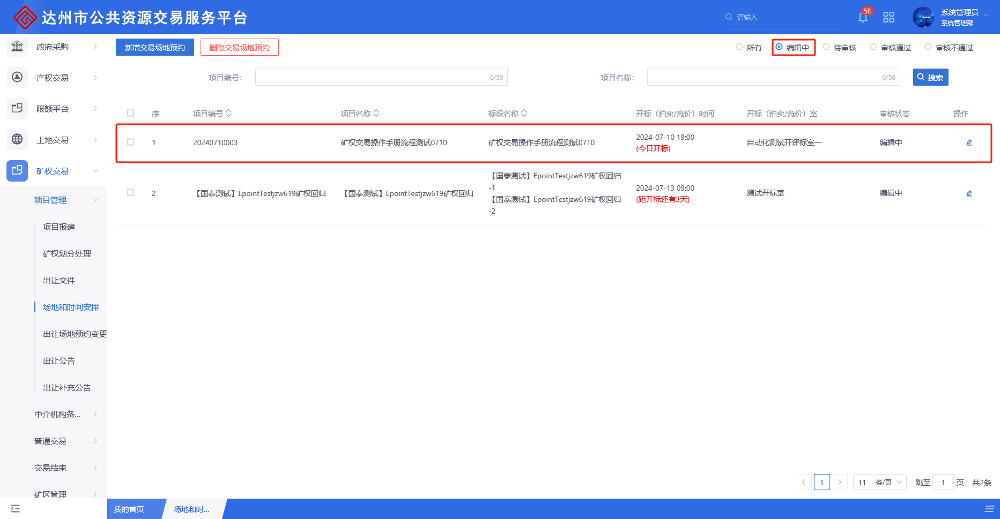 达州市公共资源交易服务平台
请输入
58
系统管理员
系统管理部
政府采购
产权交易
限额平台
土地交易
矿权交易
项目管理
项目报建
矿权划分处理
出让文件
场地和时间安排
出让场地预约变更
出让公告
出让补充公告
中介机构备...
普通交易
交易结束
矿区管理
新增交易场地预约
删除交易场地预约
所有
编辑中
待审核
审核通过
审核不通过
项目编号：
0/50
项目名称：
0/50
搜索
序
项目编号
项目名称
标段名称
开标（拍卖/竞价）时间
开标（拍卖/竞价）室
审核状态
操作
1
20240710003
矿权交易操作手册流程测试0710
矿权交易操作手册流程测试0710
2024-07-10 19:00
(今日开标)
自动化测试开评标室一
编辑中
2
【国泰测试】EpointTestjzw619矿权回归
【国泰测试】EpointTestjzw619矿权回归
【国泰测试】EpointTestjzw619矿权回归
-1
【国泰测试】EpointTestjzw619矿权回归
-2
2024-07-13 09:00
(距开标还有3天)
测试开标室
编辑中
1
11 条/页
跳至 1 页
共2条
我的首页
场地和时...